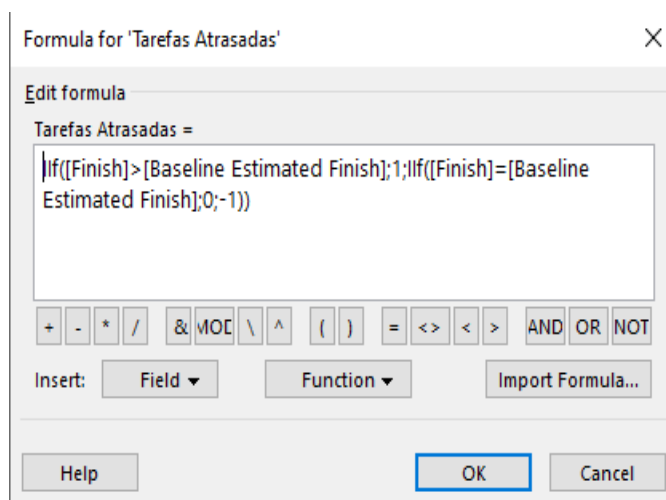 Formula for 'Tarefas Atrasadas'
Edit formula
Tarefas Atrasadas =
IIf([Finish]>[Baseline Estimated Finish];1;IIf([Finish]=[Baseline
Estimated Finish];0;-1))
+ - * / & MOD \ ^ ( ) = <> < > AND OR NOT
Insert: Field Function Import Formula...
Help OK Cancel